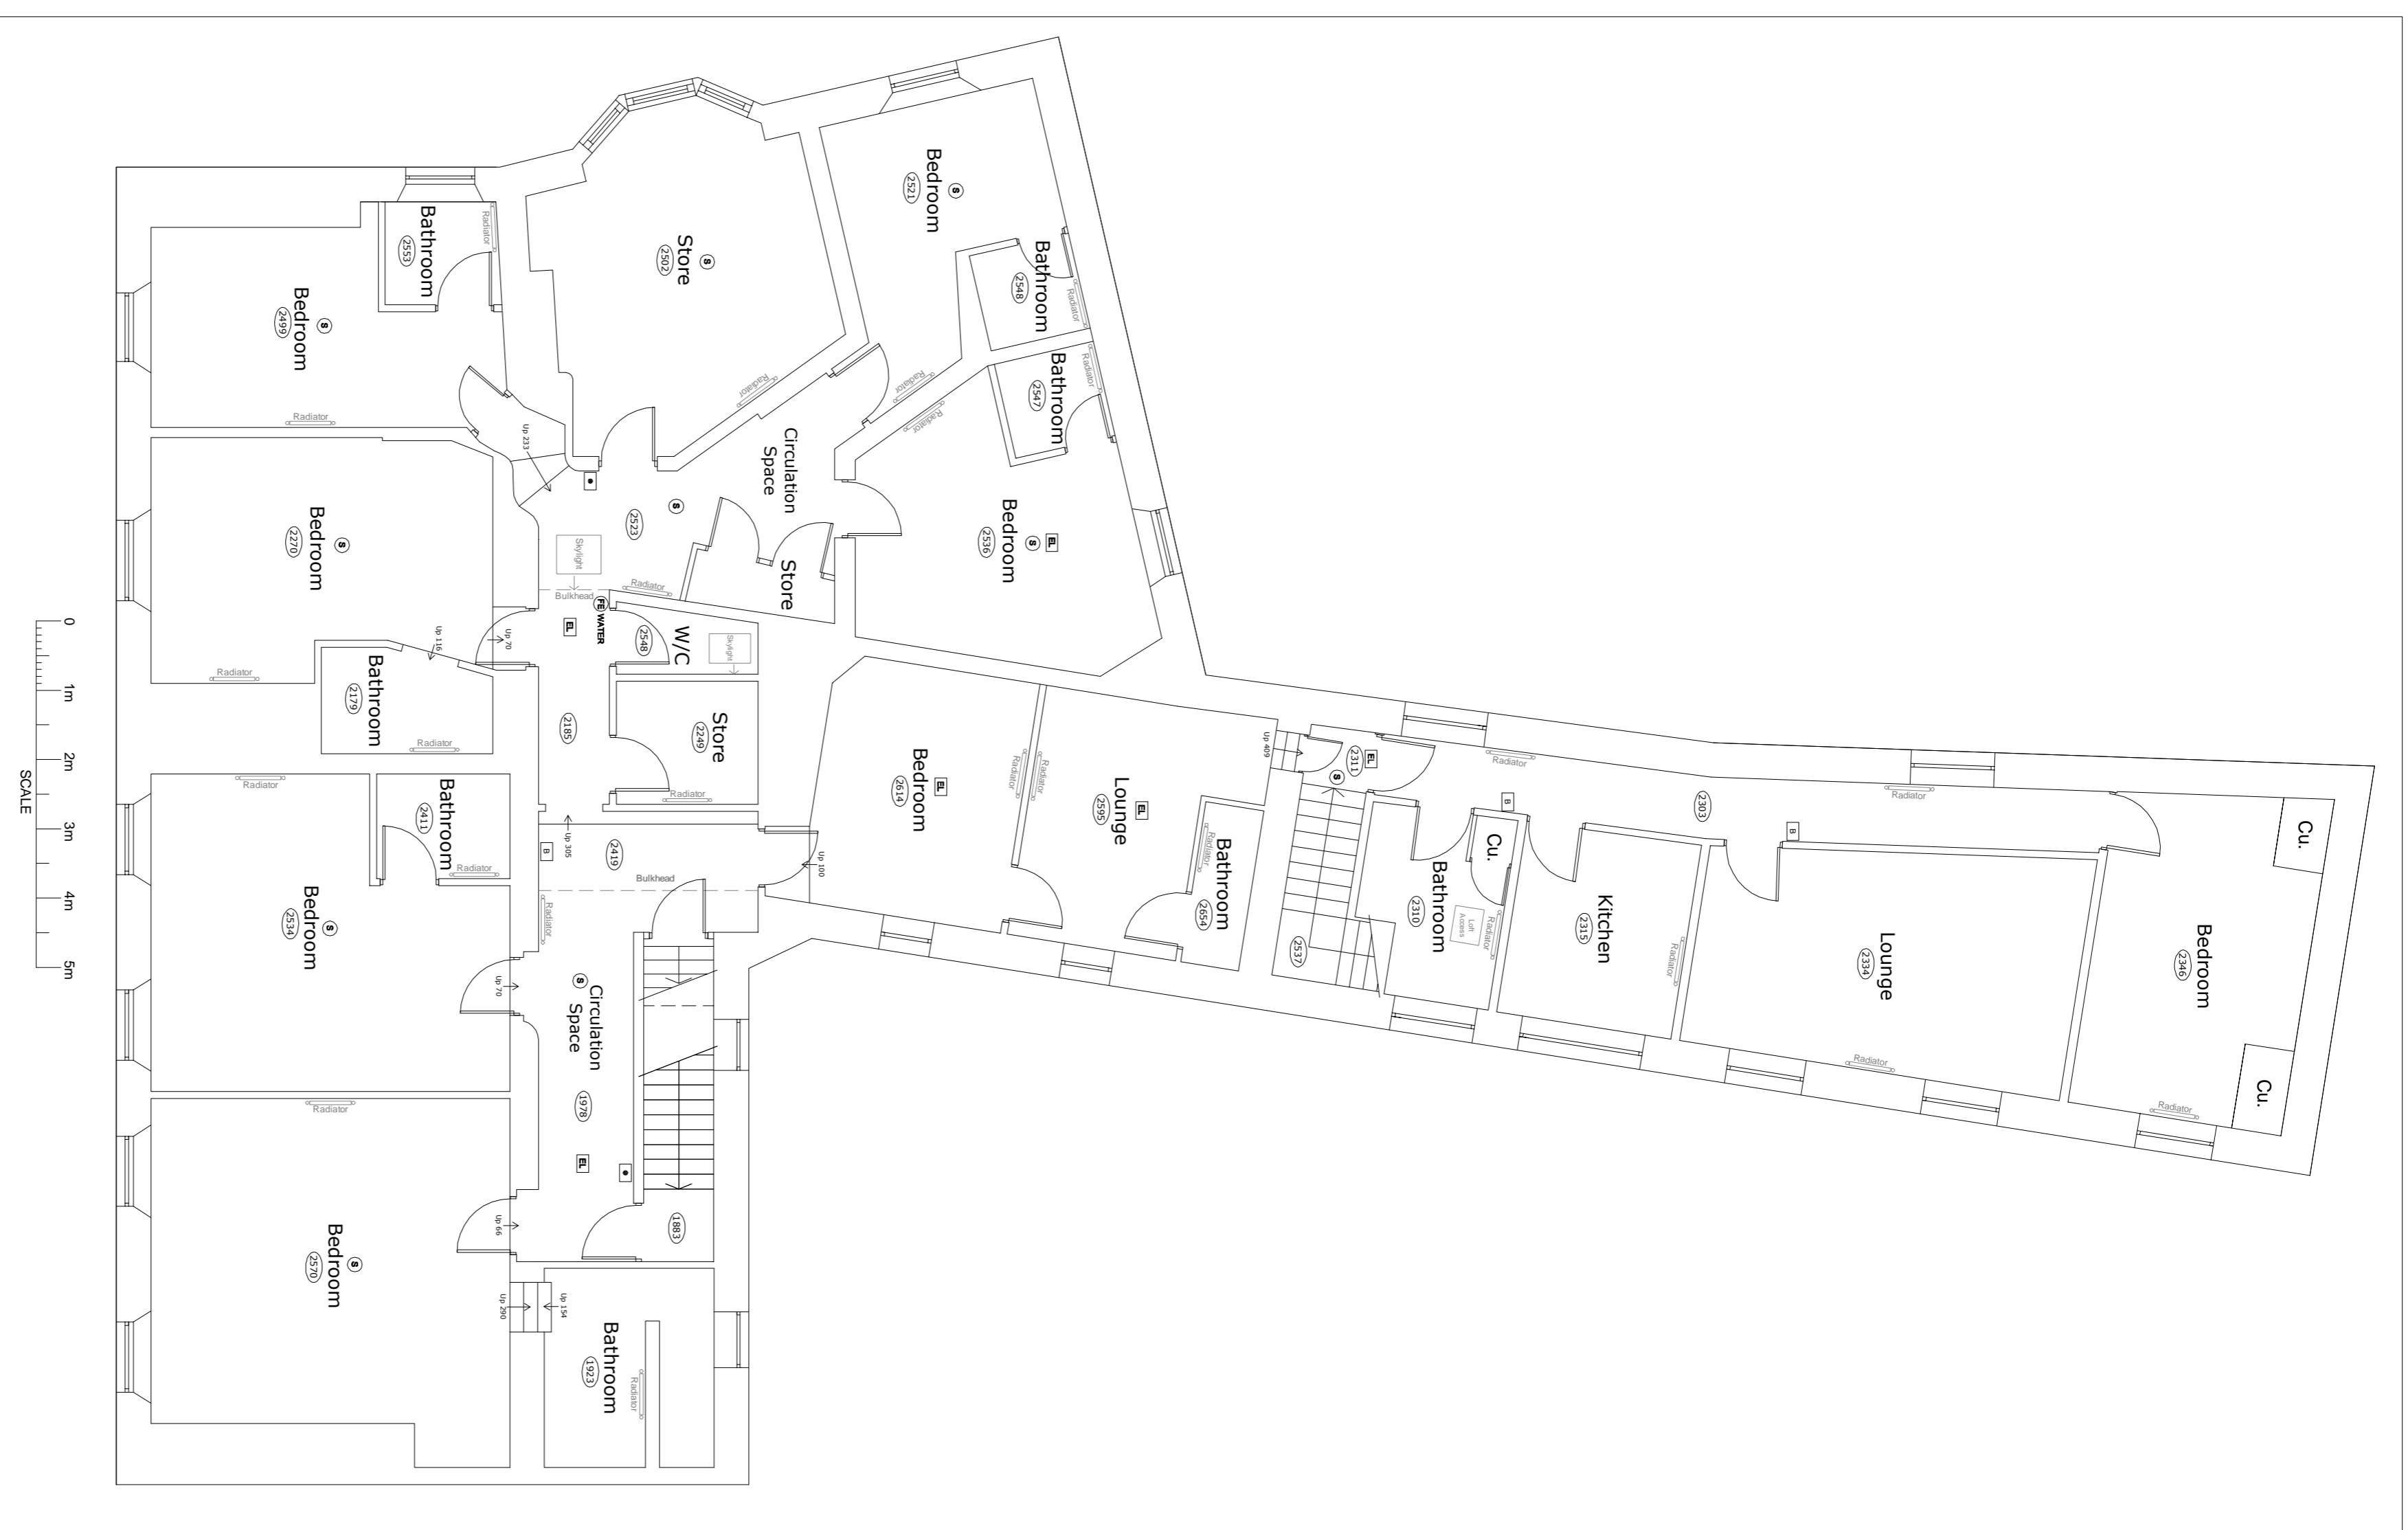 Bedroom
S
2521
Bathroom
2548
Radiator
Radiator
Bathroom
2547
Radiator
Radiator
Store
S
2502
Radiator
Bathroom
2553
Radiator
Bedroom
S
2499
Radiator
Up 233
Circulation
Space
S
2523
Skylight
Bulkhead
Radiator
Store
Bedroom
S
EL
2536
Bedroom
S
2270
Radiator
Up 116
Up 70
Bathroom
2179
Radiator
FE WATER
EL
2548
W/C
Skylight
2185
Store
2249
Radiator
Up 305
B
2419
Bulkhead
Up 100
Radiator
Bedroom
EL
2614
Radiator
Radiator
Lounge
EL
2595
Bathroom
2654
Radiator
Up 409
2311
EL
S
2537
Radiator
B
Cu.
Bathroom
2310
Loft
Access
Radiator
Kitchen
2315
Radiator
2303
B
Radiator
Lounge
2334
Radiator
Bedroom
2346
Radiator
Cu.
Cu.
Radiator
Bathroom
2411
Radiator
Bedroom
S
2534
Up 70
Circulation
Space
S
1978
EL
1883
Radiator
Bedroom
S
2570
Up 66
Up 290
Up 154
Bathroom
1923
Radiator
0
1m
2m
3m
4m
5m
SCALE